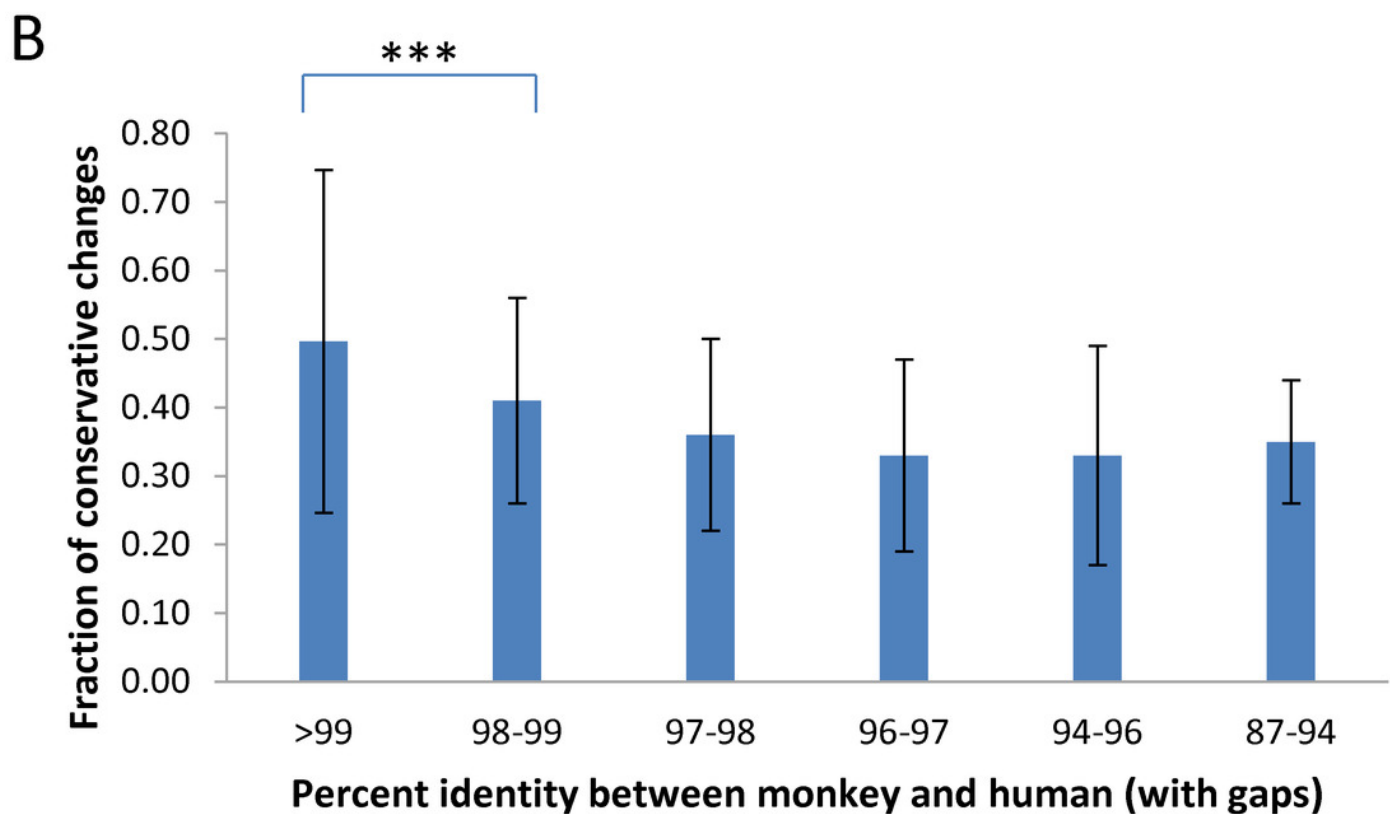 B
***
0.80
0.70
0.60
0.50
0.40
0.30
0.20
0.10
0.00
Fraction of conservative changes
>99 98-99 97-98 96-97 94-96 87-94
Percent identity between monkey and human (with gaps)